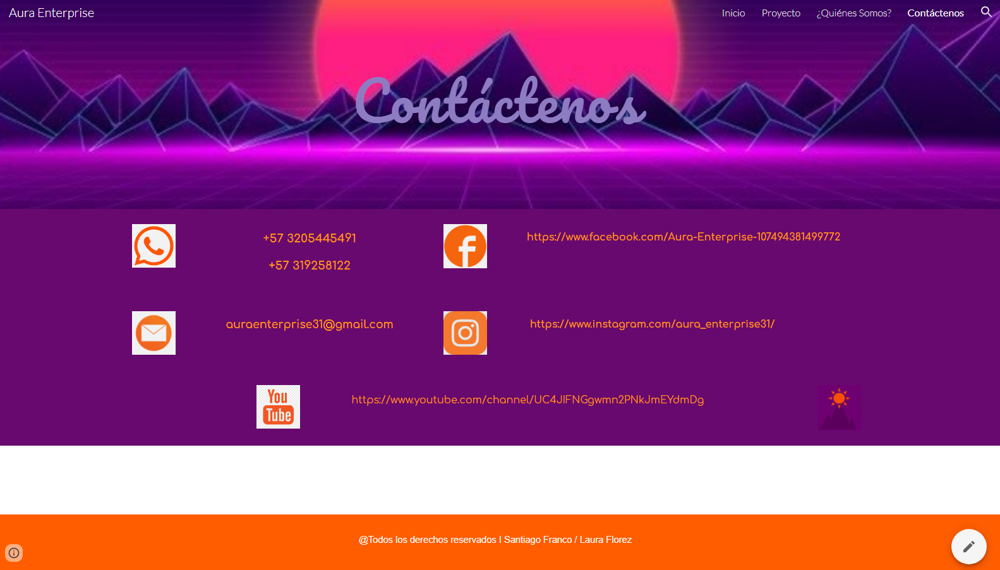 Aura Enterprise
Inicio
Proyecto
¿Quiénes Somos?
Contáctenos
Contáctenos
+57 3205445491
+57 319258122
https://www.facebook.com/Aura-Enterprise-107494381499772
auraenterprise31@gmail.com
https://www.instagram.com/aura_enterprise31/
You
Tube
https://www.youtube.com/channel/UC4JIFNGgwmn2PNkJmEYdmDg
@Todos los derechos reservados I Santiago Franco / Laura Florez